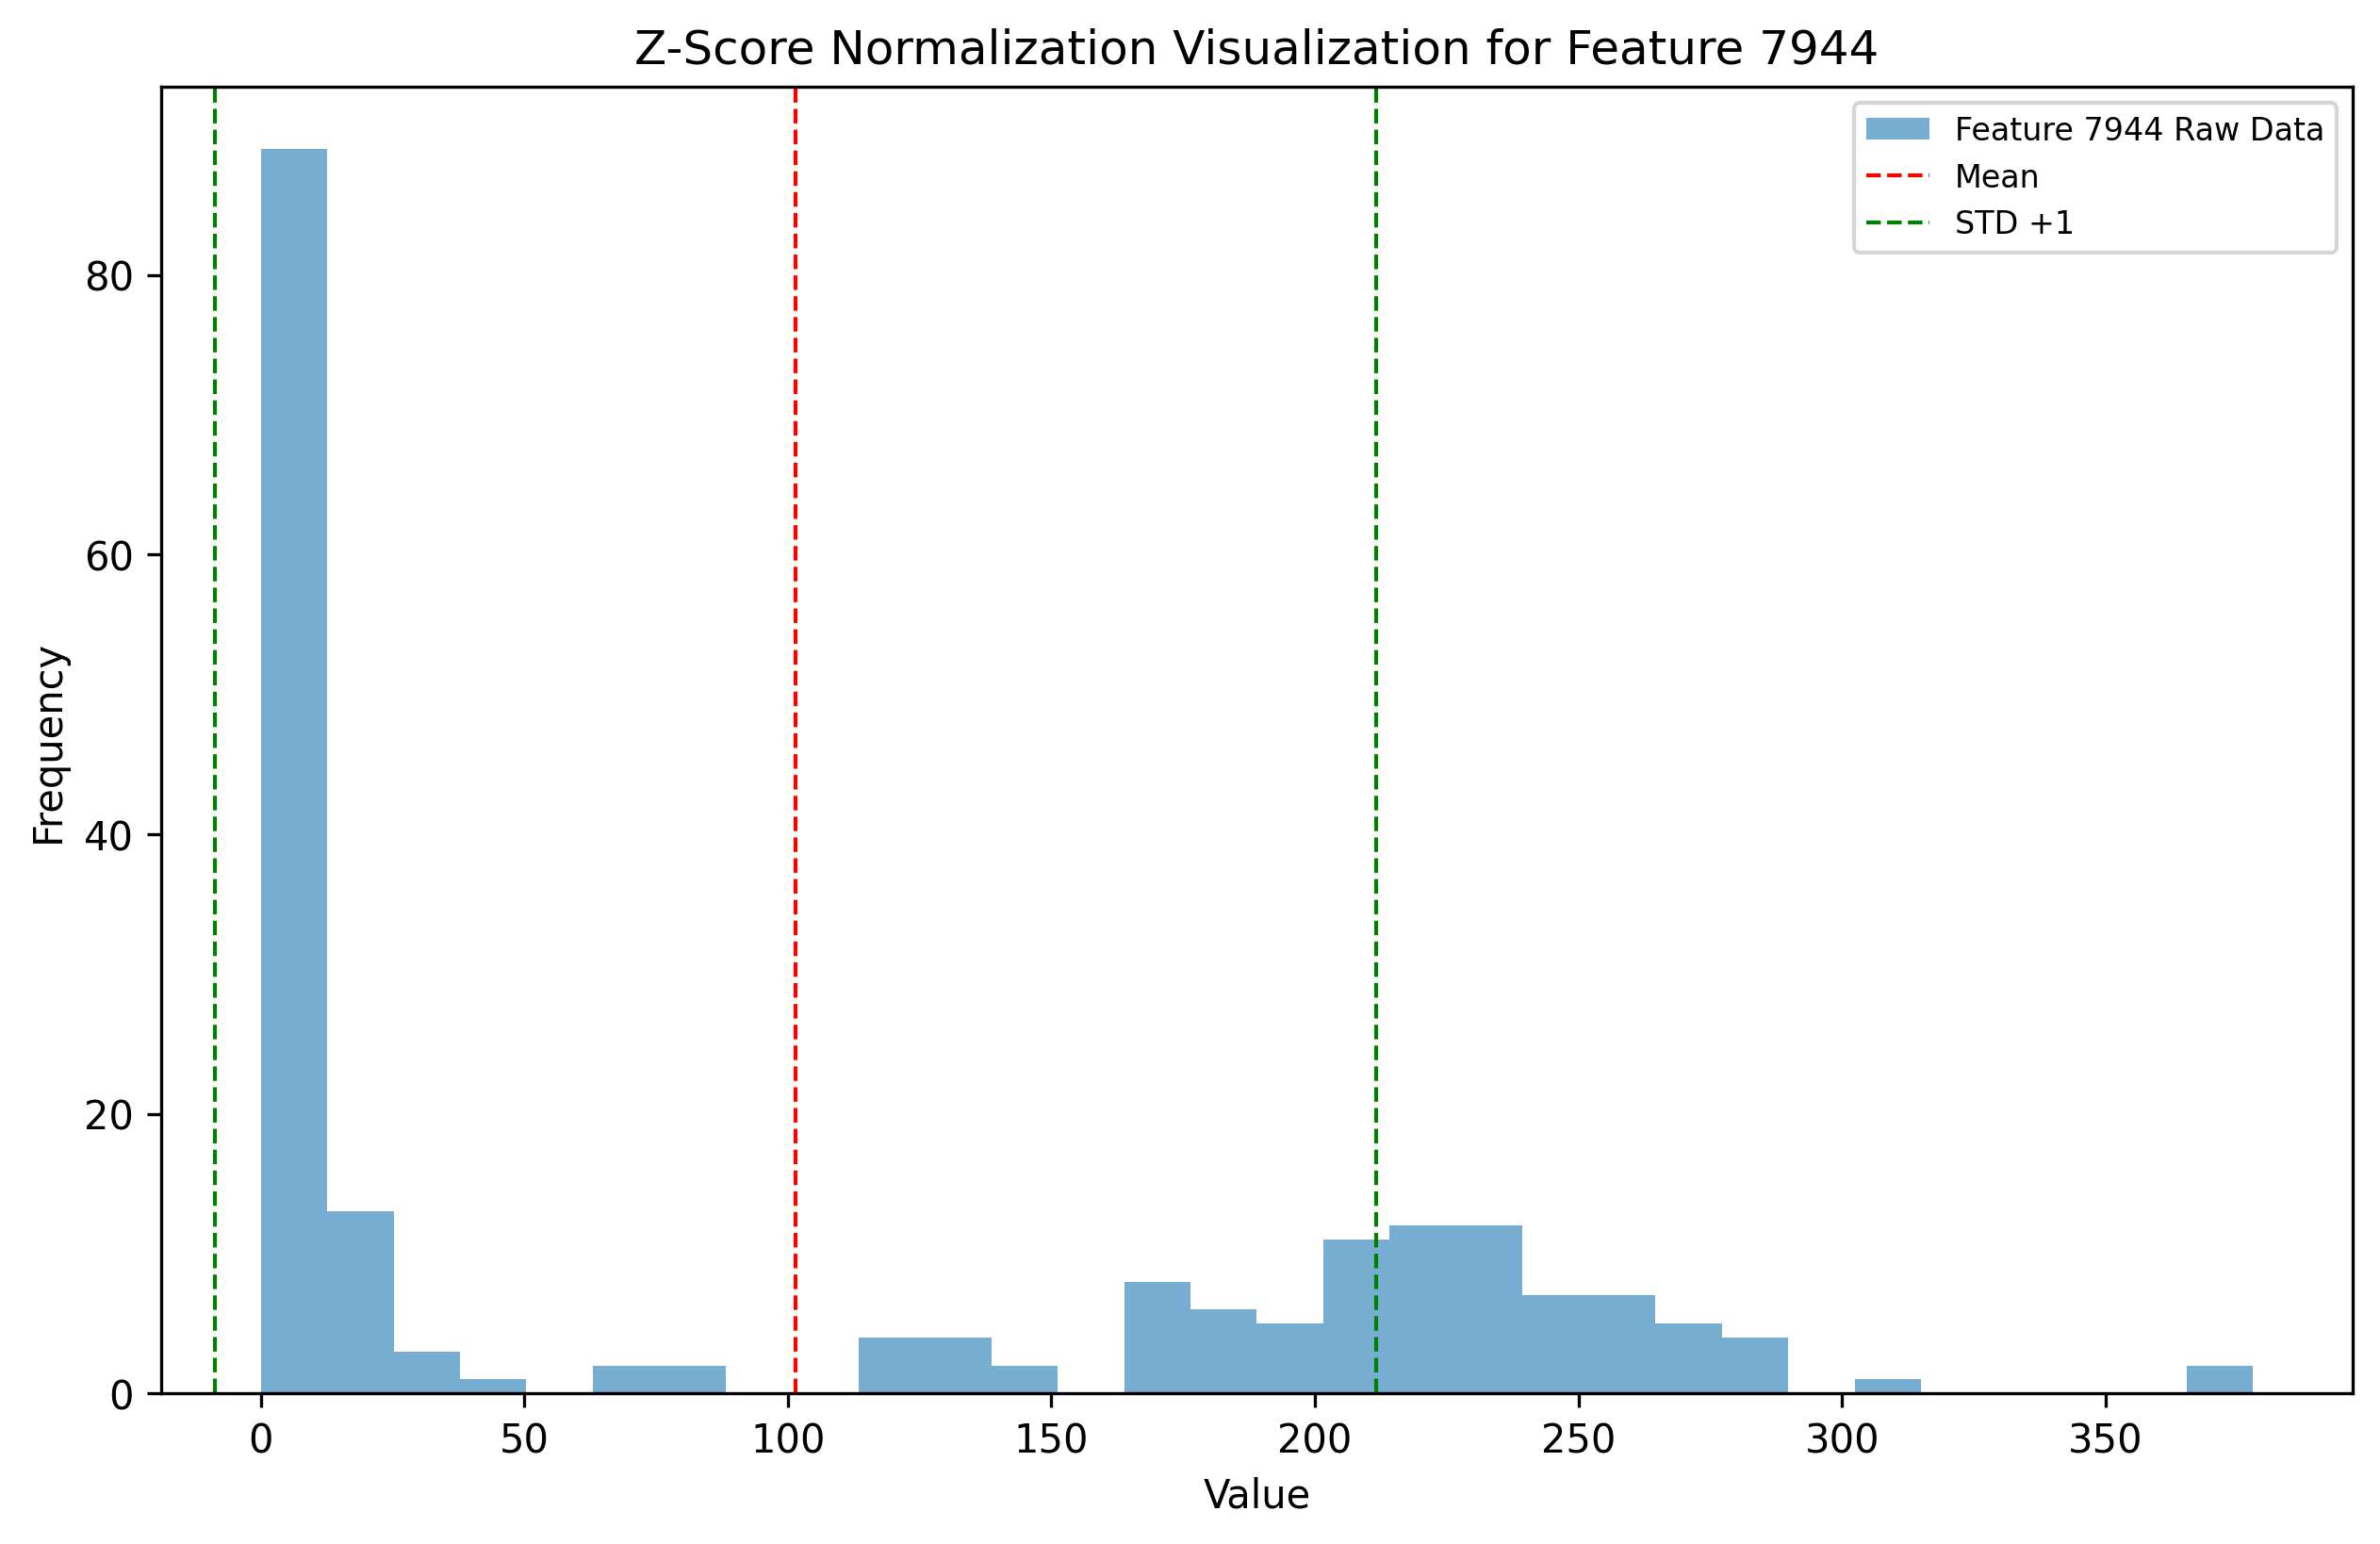 Z-Score Normalization Visualization for Feature 7944
Feature 7944 Raw Data
Mean
STD +1
80
60
40
20
0
Frequency
0 50 100 150 200 250 300 350
Value